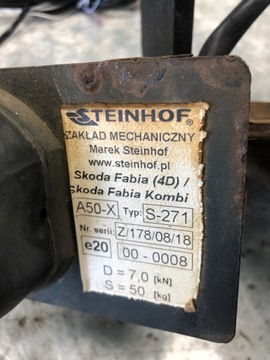 STEINHOF®
ZAKŁAD MECHANICZNY
Marek Steinhof
www.steinhof.pl
Skoda Fabia (4D) /
Skoda Fabia Kombi
A50-X Typ: S-271
Nr. serii: Z/178/08/18
e20 00 - 0008
D = 7,0 [kN]
S = 50 [kg]